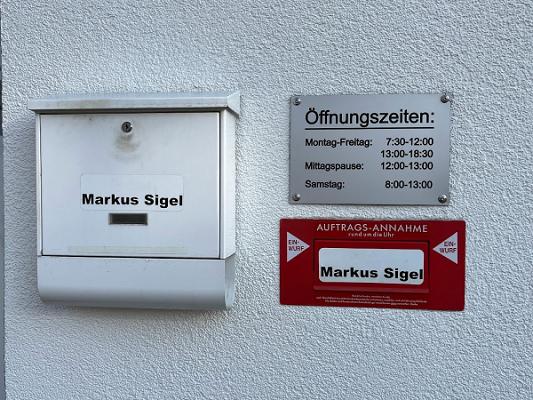 Markus Sigel
Öffnungszeiten:
Montag-Freitag: 7:30-12:00
13:00-18:30
Mittagspause: 12:00-13:00
Samstag: 8:00-13:00
AUFTRAGS-ANNAHME
rund um die Uhr
EIN-
WURF
EIN-
WURF
Markus Sigel